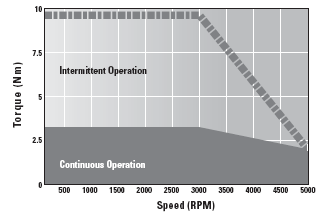 10
7.5
Intermittent Operation
Torque (Nm)
5
2.5
Continuous Operation
0
500 1000 1500 2000 2500 3000 3500 4000 4500 5000
Speed (RPM)